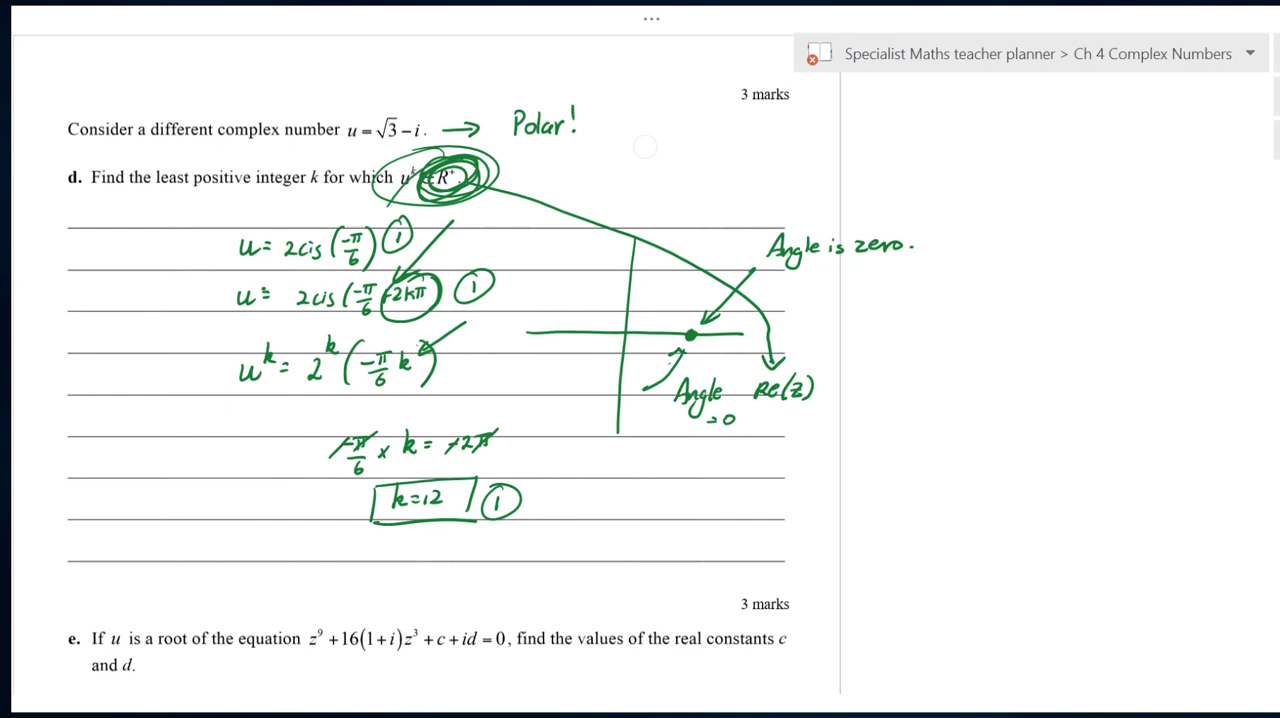 ...
Specialist Maths teacher planner > Ch 4 Complex Numbers
3 marks
Consider a different complex number u = √3 – i. → Polar!
d. Find the least positive integer k for which u^k ∈ R⁺.
u = 2cis(-π/6) ①
Angle is zero.
u = 2cis(-π/6 -2kπ) ①
u^k = 2^k (-π/6 k)
Angle = 0
Re(z)
-π/6 × k = -2π
k=12 ①
3 marks
e. If u is a root of the equation z⁹ +16(1+i)z³ + c + id = 0, find the values of the real constants c
and d.